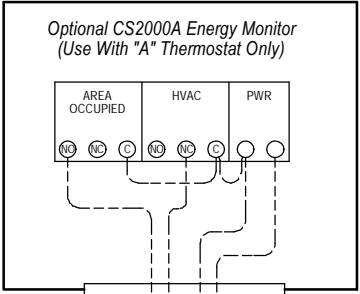 Optional CS2000A Energy Monitor
(Use With "A" Thermostat Only)
AREA OCCUPIED HVAC PWR
NO NC C NO NC C